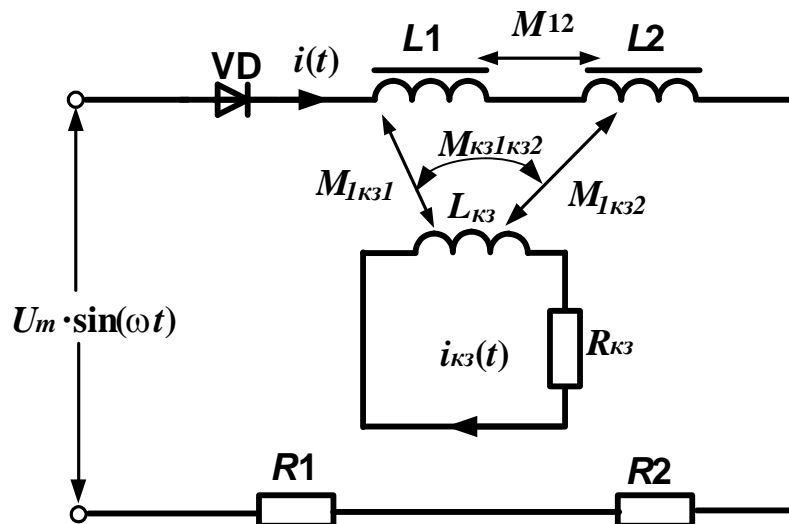 M12
L1
L2
VD
i(t)
Mкз1кз2
M1кз1
M1кз2
Lкз
Um·sin(ωt)
iкз(t)
Rкз
R1
R2